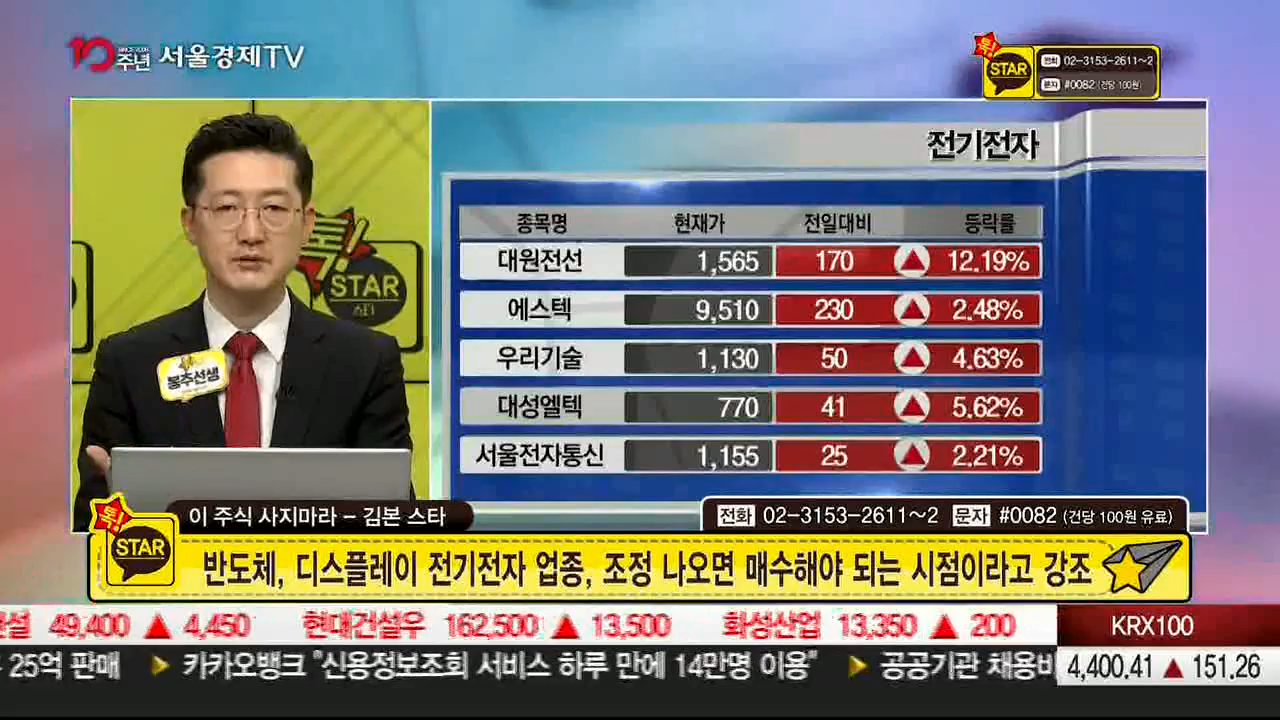 10주년 서울경제TV
SINCE 2008
톡! STAR
전화 02-3153-2611~2
문자 #0082 (건당 100원)
전기전자
종목명 현재가 전일대비 등락률
대원전선 1,565 170 ▲ 12.19%
에스텍 9,510 230 ▲ 2.48%
우리기술 1,130 50 ▲ 4.63%
대성엘텍 770 41 ▲ 5.62%
서울전자통신 1,155 25 ▲ 2.21%
톡!
STAR
스타
봉추선생
이 주식 사지마라 - 김본 스타
전화 02-3153-2611~2 문자 #0082 (건당 100원 유료)
톡! STAR
반도체, 디스플레이 전기전자 업종, 조정 나오면 매수해야 되는 시점이라고 강조
건설 49,400 ▲ 4,450 현대건설우 162,500 ▲ 13,500 화성산업 13,350 ▲ 200
KRX100
25억 판매 ▶ 카카오뱅크 "신용정보조회 서비스 하루 만에 14만명 이용" ▶ 공공기관 채용비
4,400.41 ▲ 151.26